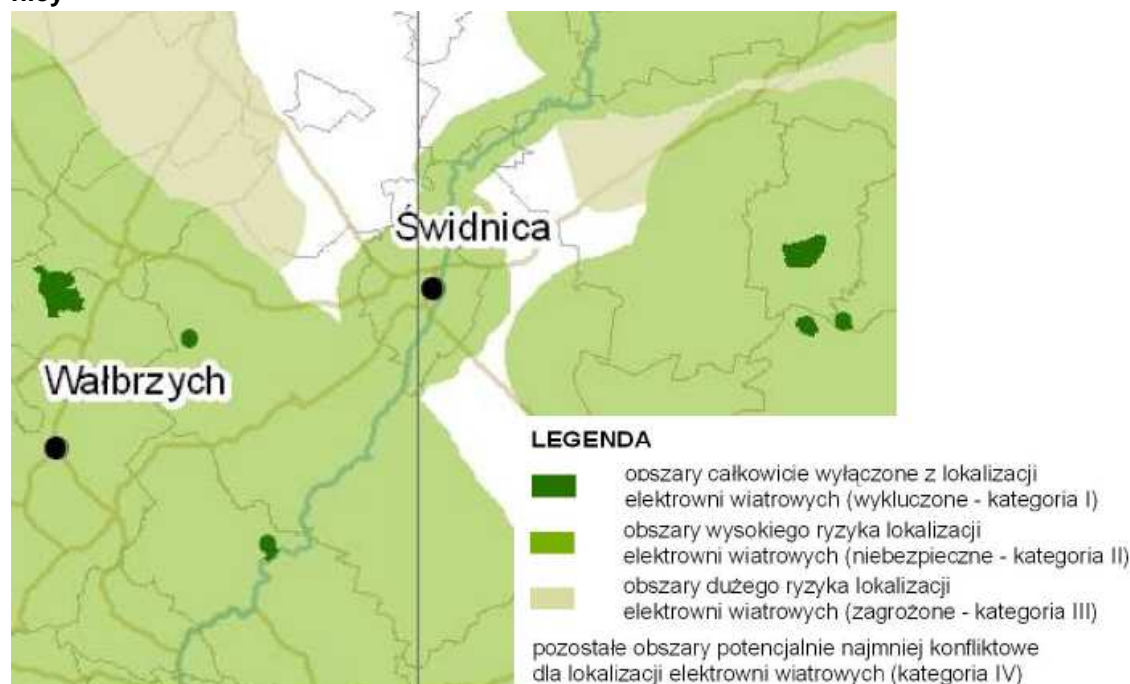 Świdnica
Wałbrzych
LEGENDA
obszary całkowicie wyłączone z lokalizacji
elektrowni wiatrowych (wykluczone - kategoria I)
obszary wysokiego ryzyka lokalizacji
elektrowni wiatrowych (niebezpieczne - kategoria II)
obszary dużego ryzyka lokalizacji
elektrowni wiatrowych (zagrożone - kategoria III)
pozostałe obszary potencjalnie najmniej konfliktowe
dla lokalizacji elektrowni wiatrowych (kategoria IV)